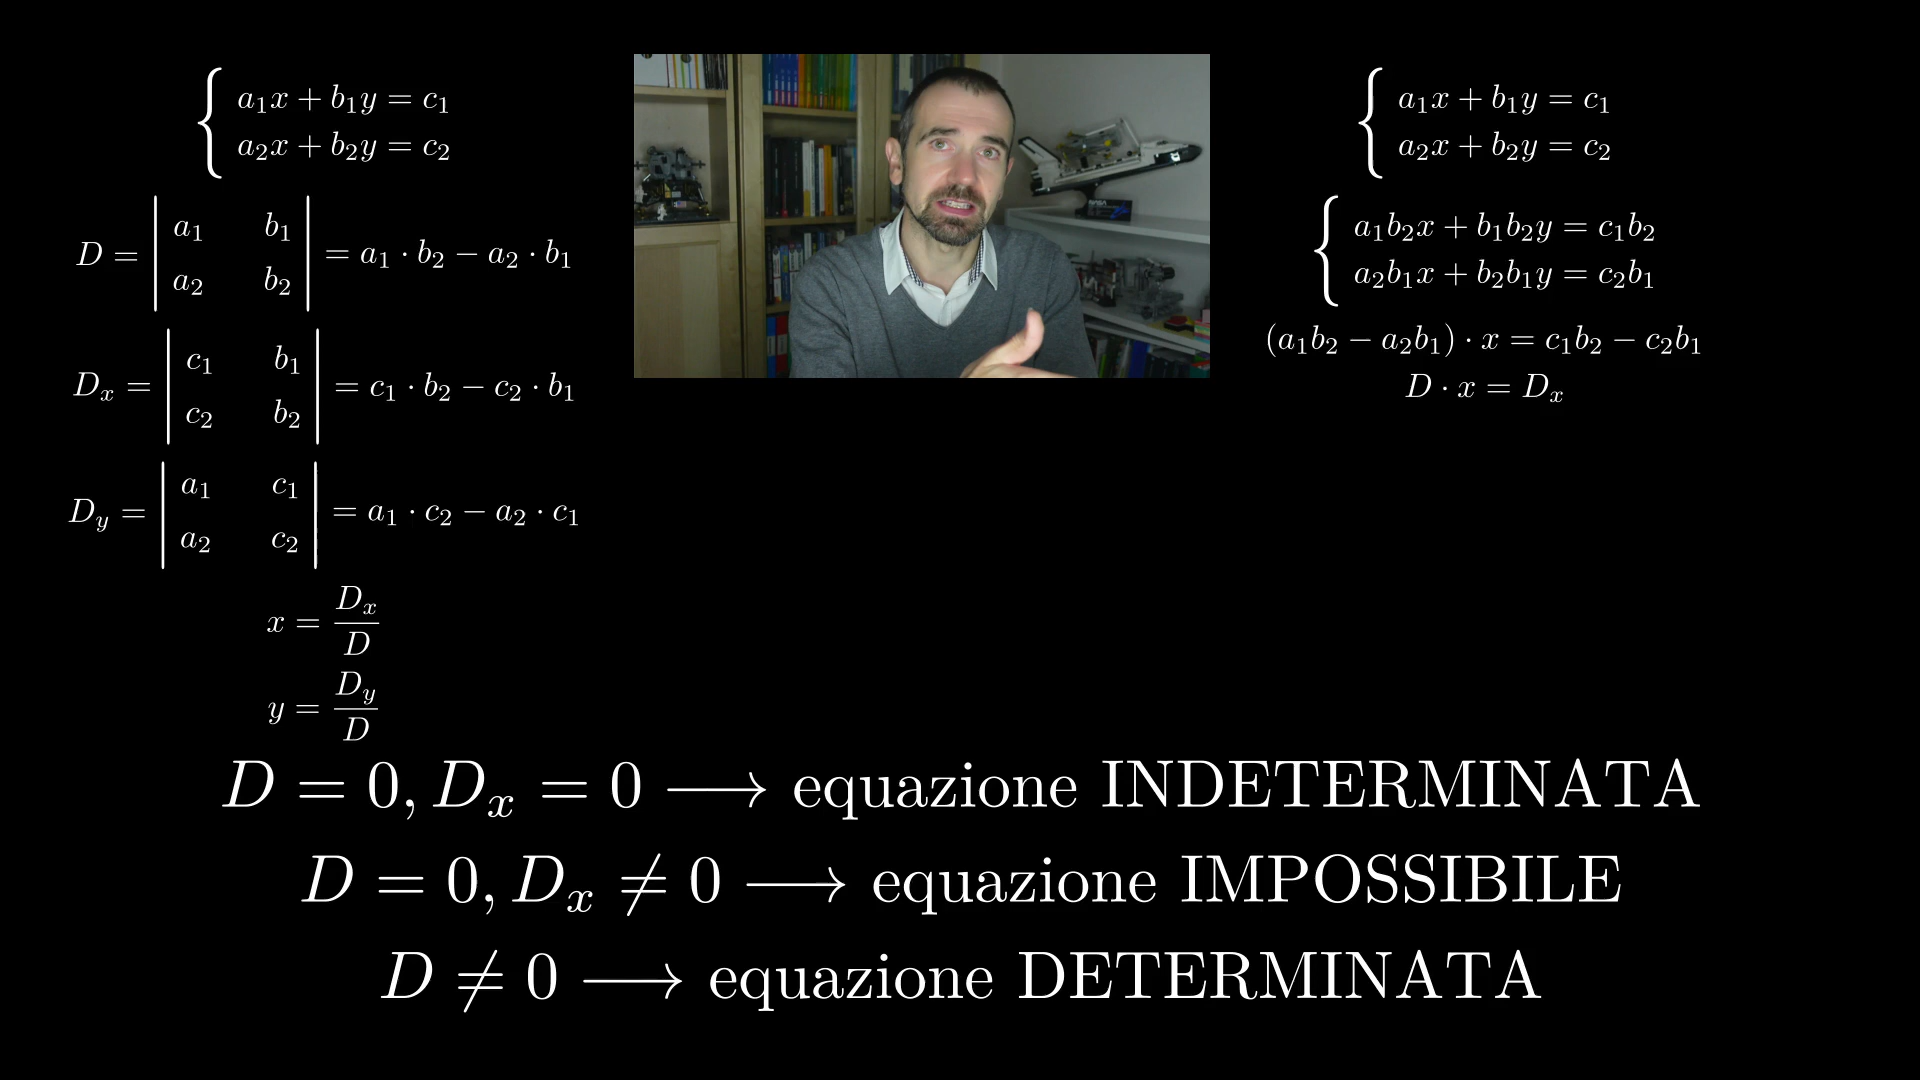 a₁x + b₁y = c₁
a₂x + b₂y = c₂
D = | a₁ b₁ | = a₁ · b₂ − a₂ · b₁
| a₂ b₂ |
Dₓ = | c₁ b₁ | = c₁ · b₂ − c₂ · b₁
| c₂ b₂ |
D_y = | a₁ c₁ | = a₁ · c₂ − a₂ · c₁
| a₂ c₂ |
x = Dₓ / D
y = D_y / D
NASA
a₁x + b₁y = c₁
a₂x + b₂y = c₂
a₁b₂x + b₁b₂y = c₁b₂
a₂b₁x + b₂b₁y = c₂b₁
(a₁b₂ − a₂b₁) · x = c₁b₂ − c₂b₁
D · x = Dₓ
D = 0, Dₓ = 0 ⟶ equazione INDETERMINATA
D = 0, Dₓ ≠ 0 ⟶ equazione IMPOSSIBILE
D ≠ 0 ⟶ equazione DETERMINATA